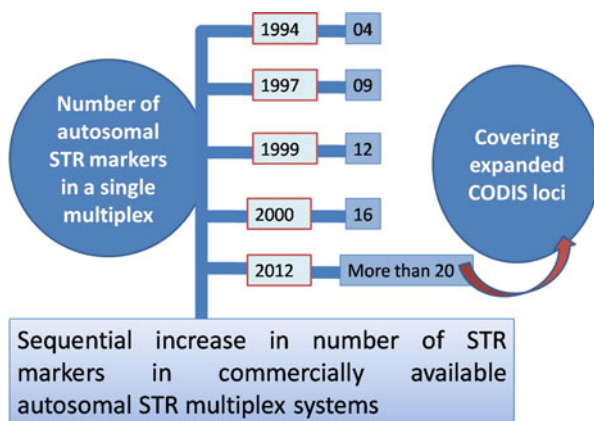 Number of
autosomal
STR markers
in a single
multiplex
1994 04
1997 09
1999 12
2000 16
2012 More than 20
Covering
expanded
CODIS loci
Sequential increase in number of STR
markers in commercially available
autosomal STR multiplex systems